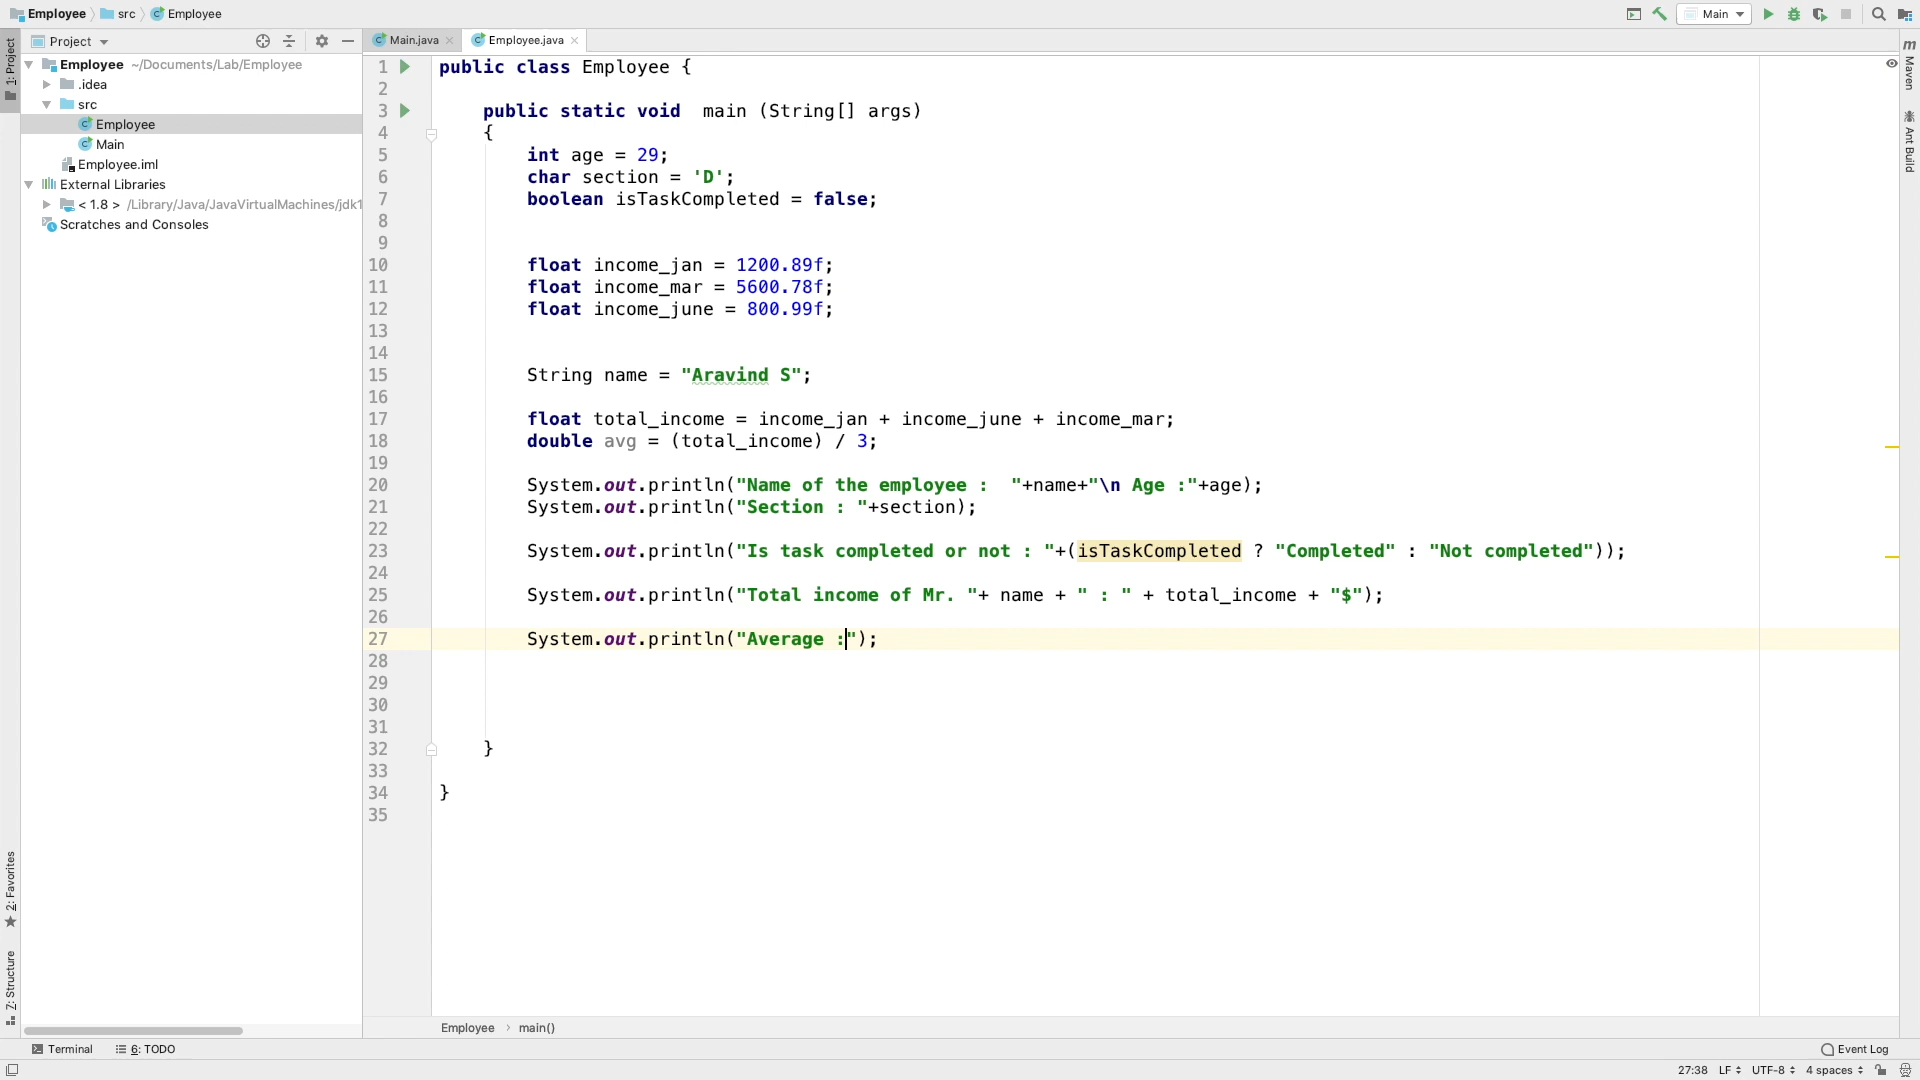 Employee src Employee
Main
Project
Main.java Employee.java
1: Project
Employee ~/Documents/Lab/Employee
.idea
src
Employee
Main
Employee.iml
External Libraries
< 1.8 > /Library/Java/JavaVirtualMachines/jdk1
Scratches and Consoles
2: Favorites
7: Structure
1 public class Employee {
2
3 public static void  main (String[] args)
4 {
5 int age = 29;
6 char section = 'D';
7 boolean isTaskCompleted = false;
8
9
10 float income_jan = 1200.89f;
11 float income_mar = 5600.78f;
12 float income_june = 800.99f;
13
14
15 String name = "Aravind S";
16
17 float total_income = income_jan + income_june + income_mar;
18 double avg = (total_income) / 3;
19
20 System.out.println("Name of the employee :  "+name+"\n Age :"+age);
21 System.out.println("Section : "+section);
22
23 System.out.println("Is task completed or not : "+(isTaskCompleted ? "Completed" : "Not completed"));
24
25 System.out.println("Total income of Mr. "+ name + " : " + total_income + "$");
26
27 System.out.println("Average :");
28
29
30
31
32 }
33
34 }
35
m Maven
Ant Build
Employee › main()
Terminal 6: TODO Event Log
27:38 LF UTF-8 4 spaces